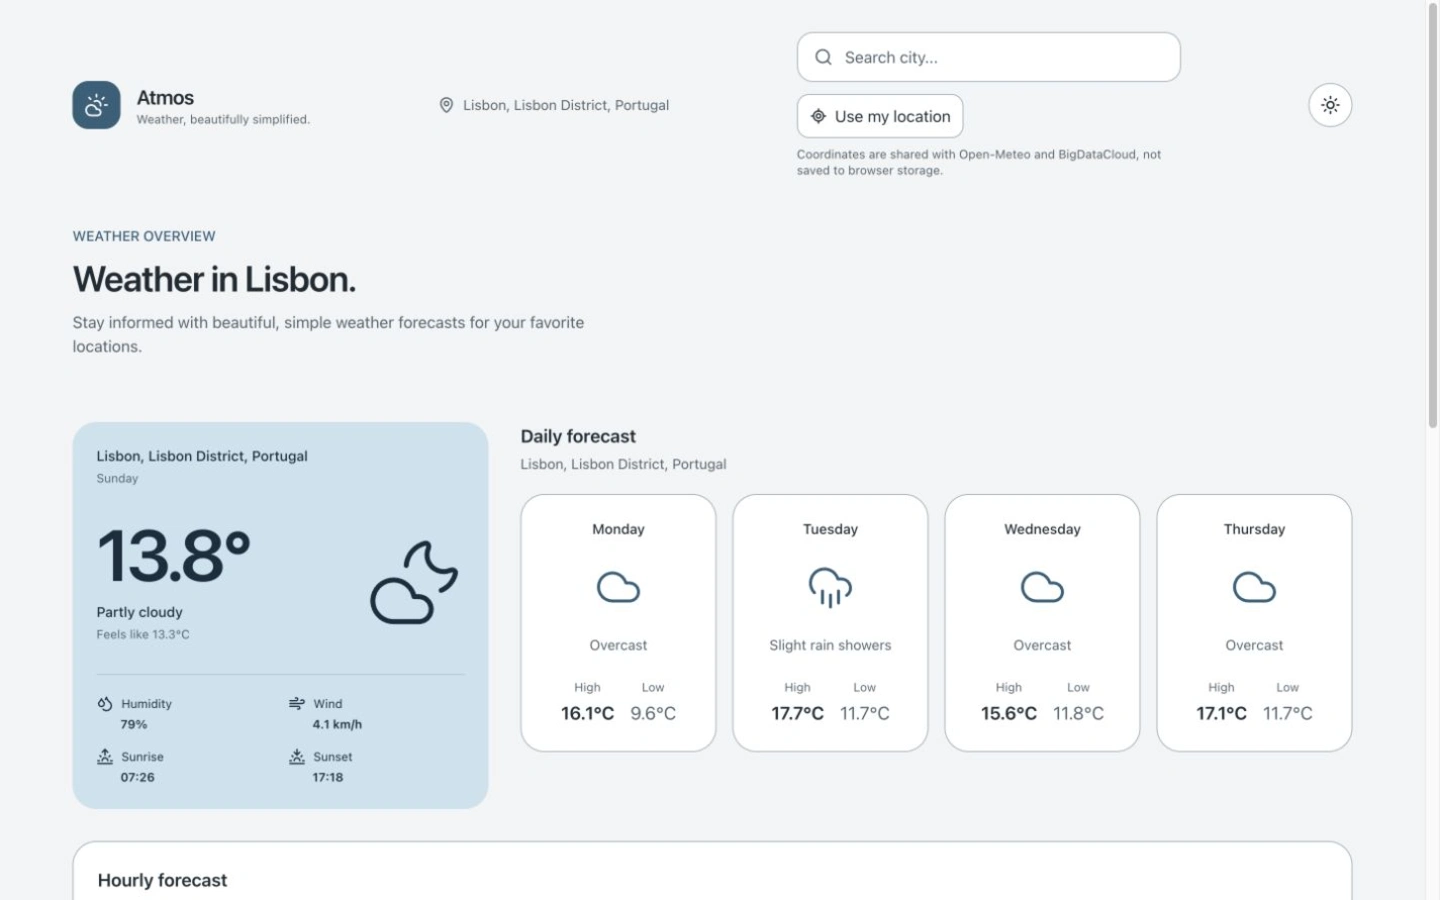 Search city...
Atmos
Weather, beautifully simplified.
Lisbon, Lisbon District, Portugal
Use my location
Coordinates are shared with Open-Meteo and BigDataCloud, not
saved to browser storage.
WEATHER OVERVIEW
Weather in Lisbon.
Stay informed with beautiful, simple weather forecasts for your favorite
locations.
Lisbon, Lisbon District, Portugal
Sunday
13.8°
Partly cloudy
Feels like 13.3°C
Humidity
79%
Wind
4.1 km/h
Sunrise
07:26
Sunset
17:18
Daily forecast
Lisbon, Lisbon District, Portugal
Monday
Overcast
High Low
16.1°C 9.6°C
Tuesday
Slight rain showers
High Low
17.7°C 11.7°C
Wednesday
Overcast
High Low
15.6°C 11.8°C
Thursday
Overcast
High Low
17.1°C 11.7°C
Hourly forecast